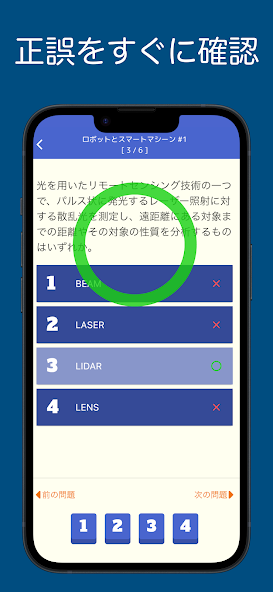 正誤をすぐに確認
ロボットとスマートマシーン #1
[ 3 / 6 ]
光を用いたリモートセンシング技術の一つ
で、パルス状に発光するレーザー照射に対
する散乱光を測定し、遠距離にある対象ま
での距離やその対象の性質を分析するもの
はいずれか。
1 BEAM
2 LASER
3 LIDAR
4 LENS
前の問題 次の問題
1 2 3 4